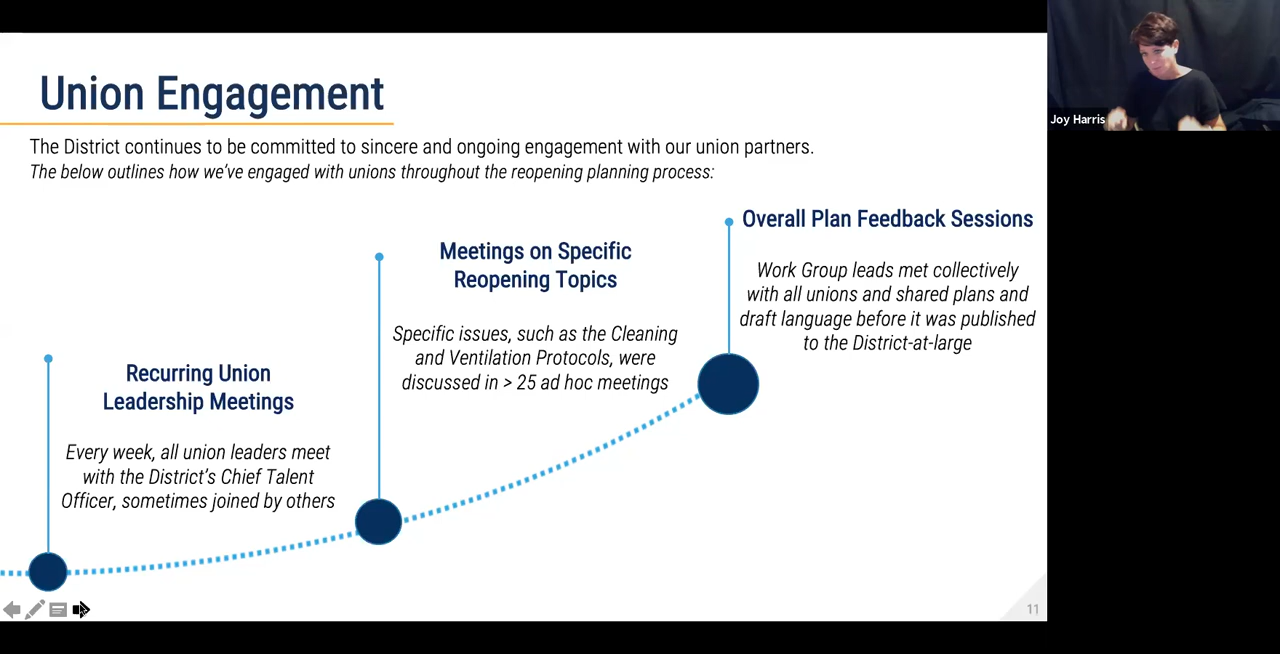 Union Engagement
The District continues to be committed to sincere and ongoing engagement with our union partners.
The below outlines how we've engaged with unions throughout the reopening planning process:
Recurring Union
Leadership Meetings
Every week, all union leaders meet
with the District's Chief Talent
Officer, sometimes joined by others
Meetings on Specific
Reopening Topics
Specific issues, such as the Cleaning
and Ventilation Protocols, were
discussed in > 25 ad hoc meetings
Overall Plan Feedback Sessions
Work Group leads met collectively
with all unions and shared plans and
draft language before it was published
to the District-at-large
11
Joy Harris